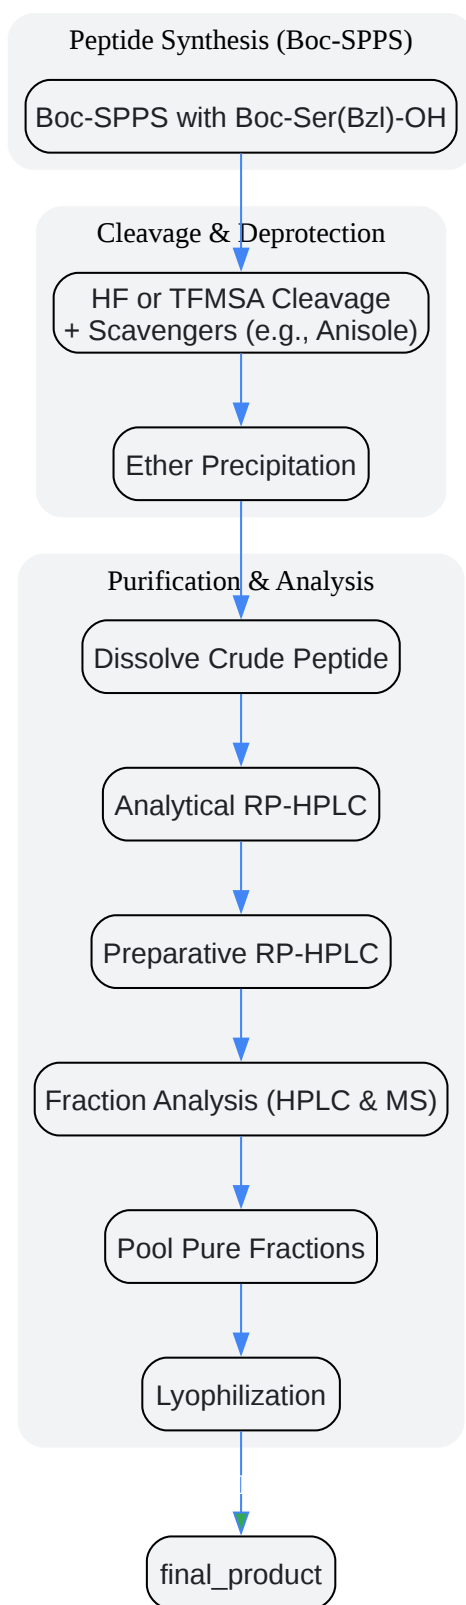 Peptide Synthesis (Boc-SPPS)
Boc-SPPS with Boc-Ser(Bzl)-OH
Cleavage & Deprotection
HF or TFMSA Cleavage
+ Scavengers (e.g., Anisole)
Ether Precipitation
Purification & Analysis
Dissolve Crude Peptide
Analytical RP-HPLC
Preparative RP-HPLC
Fraction Analysis (HPLC & MS)
Pool Pure Fractions
Lyophilization
final_product